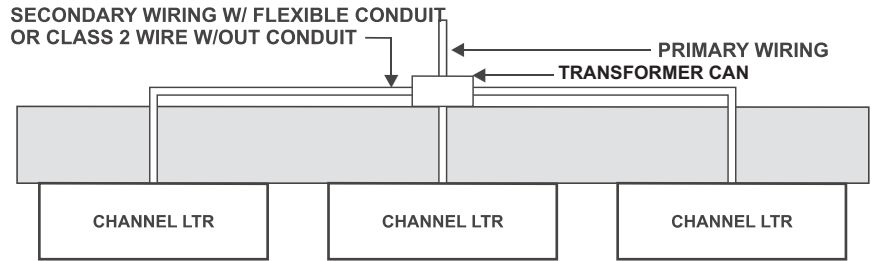 SECONDARY WIRING W/ FLEXIBLE CONDUIT
OR CLASS 2 WIRE W/OUT CONDUIT
PRIMARY WIRING
TRANSFORMER CAN
CHANNEL LTR
CHANNEL LTR
CHANNEL LTR